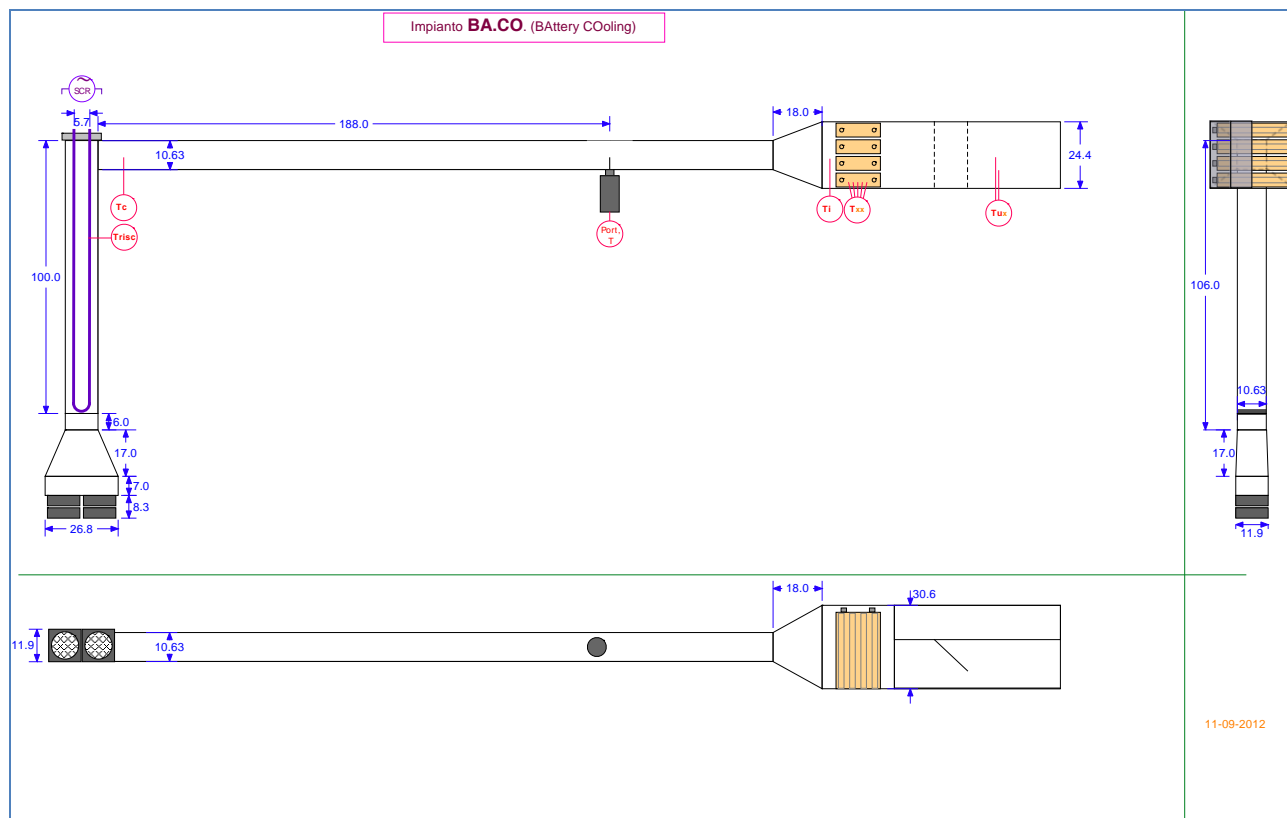 Impianto BA.CO. (BAttery COoling)
SCR
5.7
188.0
18.0
10.63
24.4
Tc
Ti
Txx
Tux
Trisc
Port,
T
100.0
106.0
10.63
6.0
17.0
17.0
7.0
8.3
26.8
11.9
18.0
30.6
11.9
10.63
11-09-2012